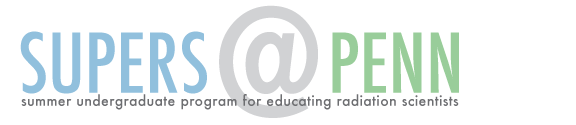 SUPERS@PENN
summer undergraduate program for educating radiation scientists